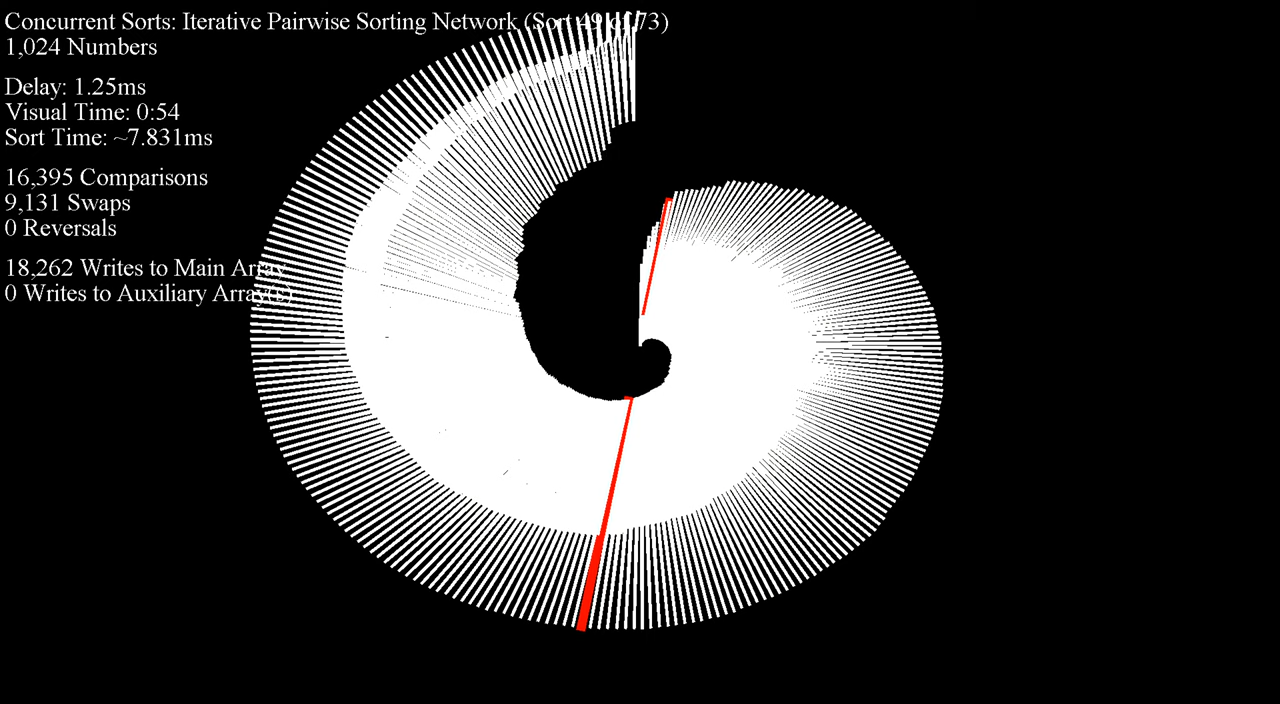 Concurrent Sorts: Iterative Pairwise Sorting Network (Sort 49 of 73)
1,024 Numbers
Delay: 1.25ms
Visual Time: 0:54
Sort Time: ~7.831ms
16,395 Comparisons
9,131 Swaps
0 Reversals
18,262 Writes to Main Array
0 Writes to Auxiliary Array(s)